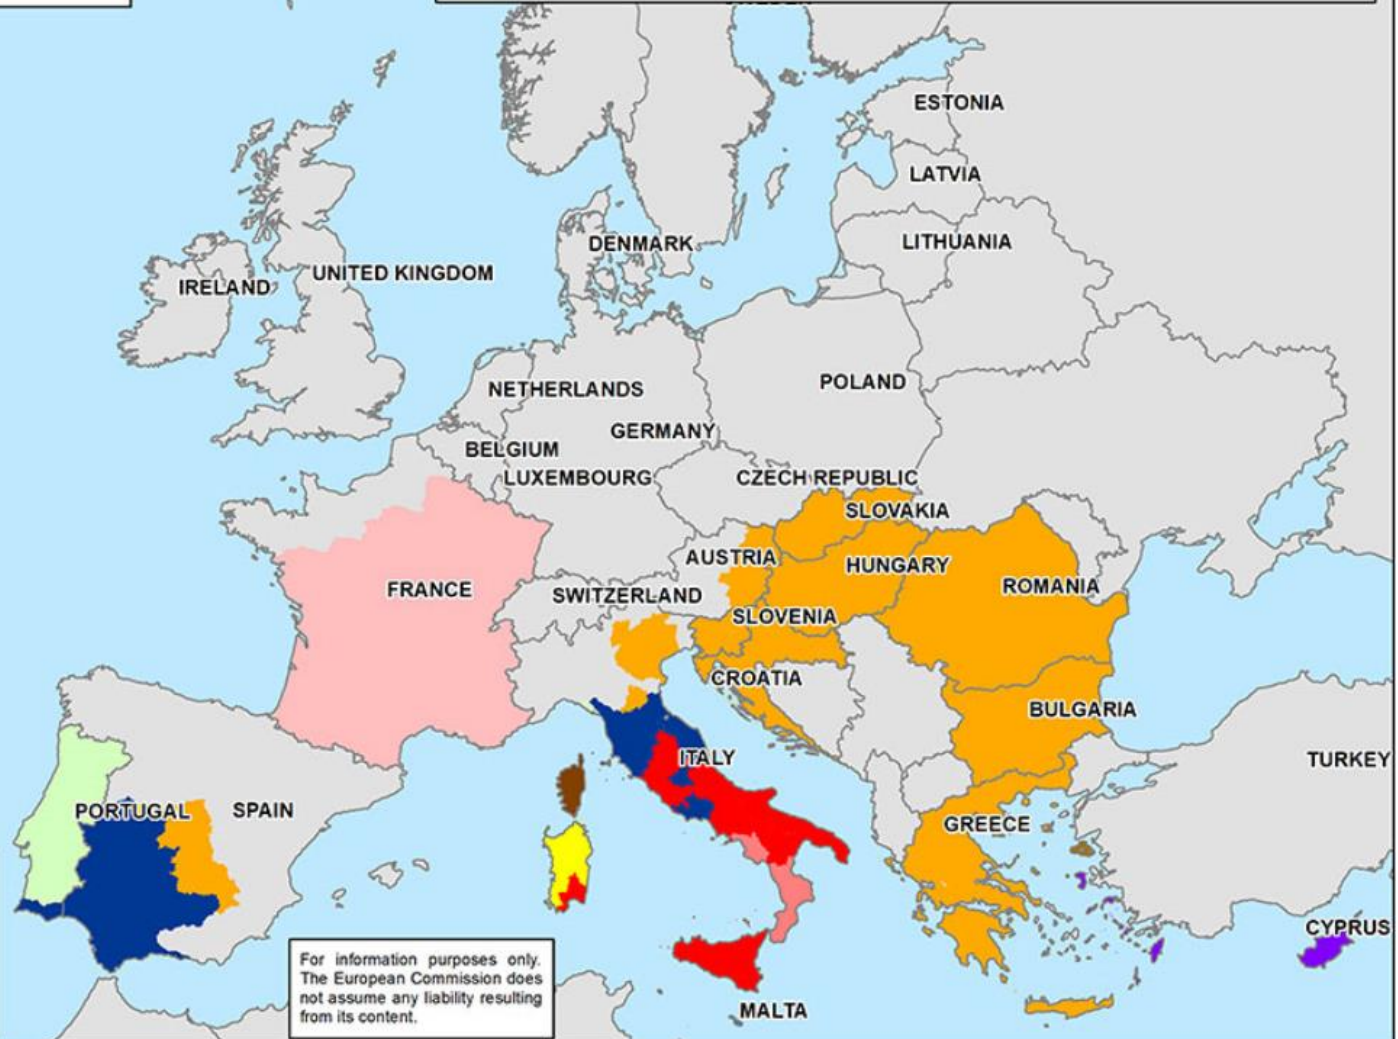 ESTONIA
LATVIA
LITHUANIA
DENMARK
UNITED KINGDOM
IRELAND
NETHERLANDS
POLAND
GERMANY
BELGIUM
LUXEMBOURG
CZECH REPUBLIC
SLOVAKIA
AUSTRIA
HUNGARY
FRANCE
SWITZERLAND
ROMANIA
SLOVENIA
CROATIA
BULGARIA
ITALY
TURKEY
PORTUGAL
SPAIN
GREECE
CYPRUS
For information purposes only.
The European Commission does
not assume any liability resulting
from its content.
MALTA